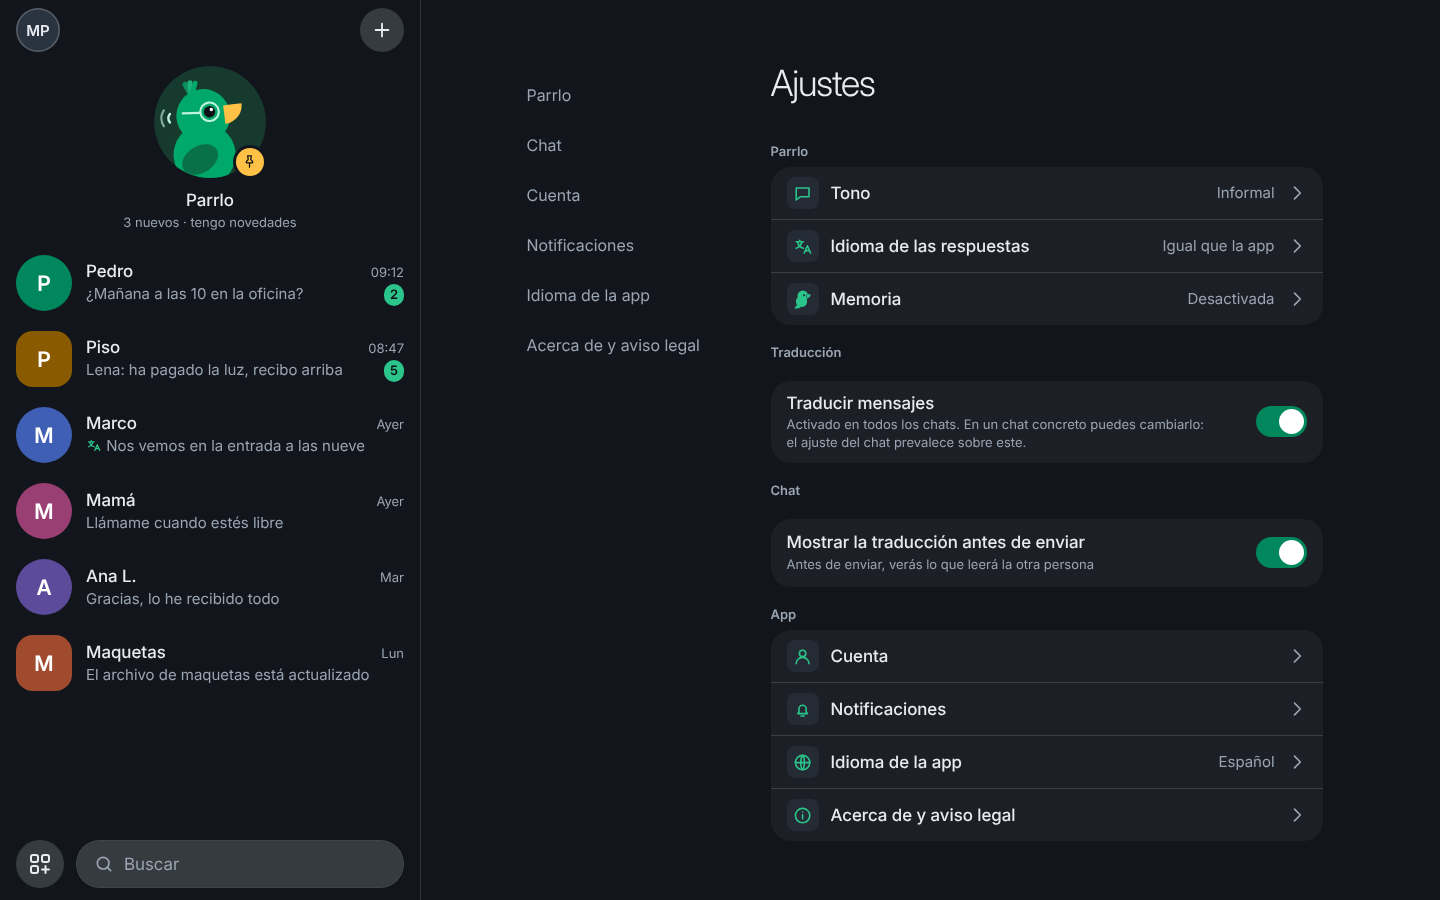 MP
Parrlo
3 nuevos · tengo novedades
P
Pedro
09:12
¿Mañana a las 10 en la oficina?
2
P
Piso
08:47
Lena: ha pagado la luz, recibo arriba
5
M
Marco
Ayer
Nos vemos en la entrada a las nueve
M
Mamá
Ayer
Llámame cuando estés libre
A
Ana L.
Mar
Gracias, lo he recibido todo
M
Maquetas
Lun
El archivo de maquetas está actualizado
Buscar
Parrlo
Chat
Cuenta
Notificaciones
Idioma de la app
Acerca de y aviso legal
Ajustes
Parrlo
Tono
Informal
Idioma de las respuestas
Igual que la app
Memoria
Desactivada
Traducción
Traducir mensajes
Activado en todos los chats. En un chat concreto puedes cambiarlo:
el ajuste del chat prevalece sobre este.
Chat
Mostrar la traducción antes de enviar
Antes de enviar, verás lo que leerá la otra persona
App
Cuenta
Notificaciones
Idioma de la app
Español
Acerca de y aviso legal